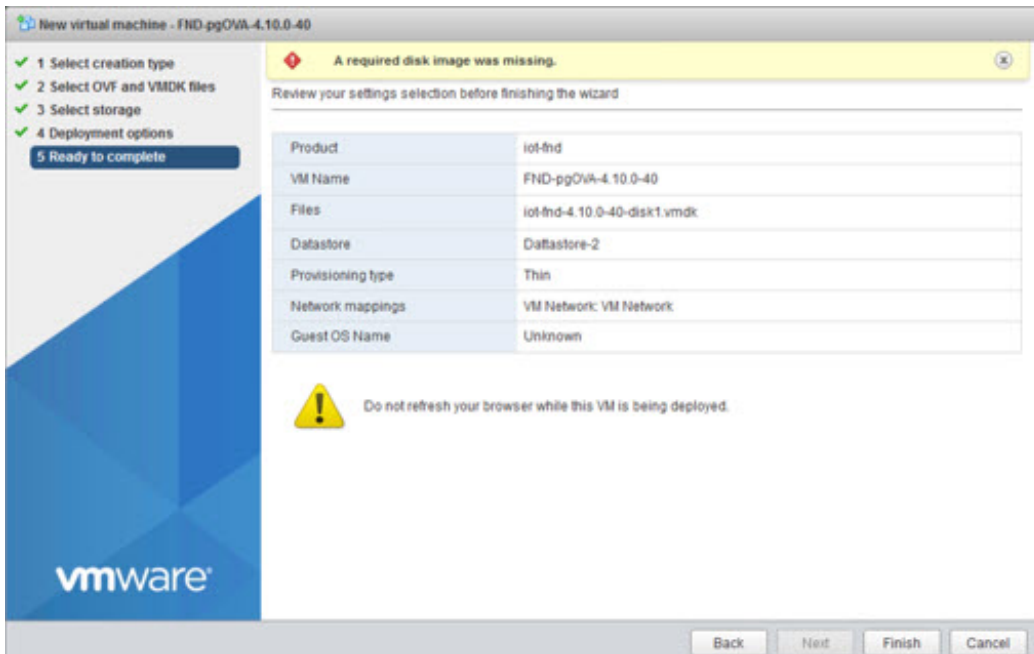 New virtual machine - FND-pgOVA-4.10.0-40
1 Select creation type
2 Select OVF and VMDK files
3 Select storage
4 Deployment options
5 Ready to complete
A required disk image was missing.
Review your settings selection before finishing the wizard
Product iot-fnd
VM Name FND-pgOVA-4.10.0-40
Files iot-fnd-4.10.0-40-disk1.vmdk
Datastore Dattastore-2
Provisioning type Thin
Network mappings VM Network: VM Network
Guest OS Name Unknown
Do not refresh your browser while this VM is being deployed.
vmware
Back Next Finish Cancel